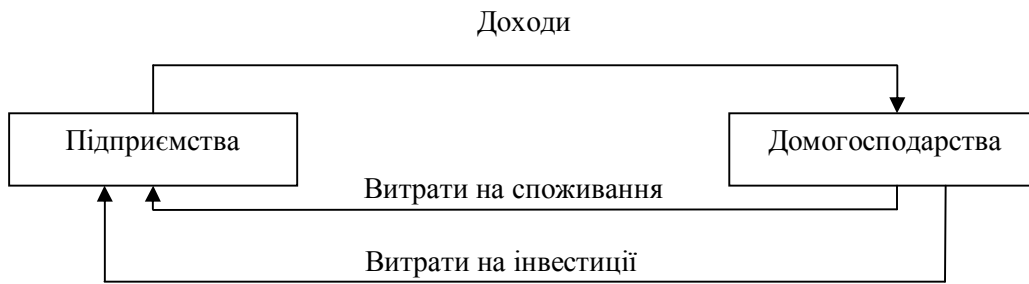 Доходи
Підприємства
Домогосподарства
Витрати на споживання
Витрати на інвестиції